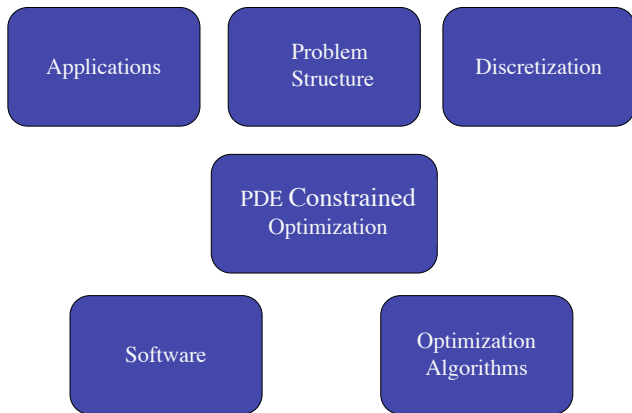 Applications
Problem
Structure
Discretization
PDE Constrained
Optimization
Software
Optimization
Algorithms